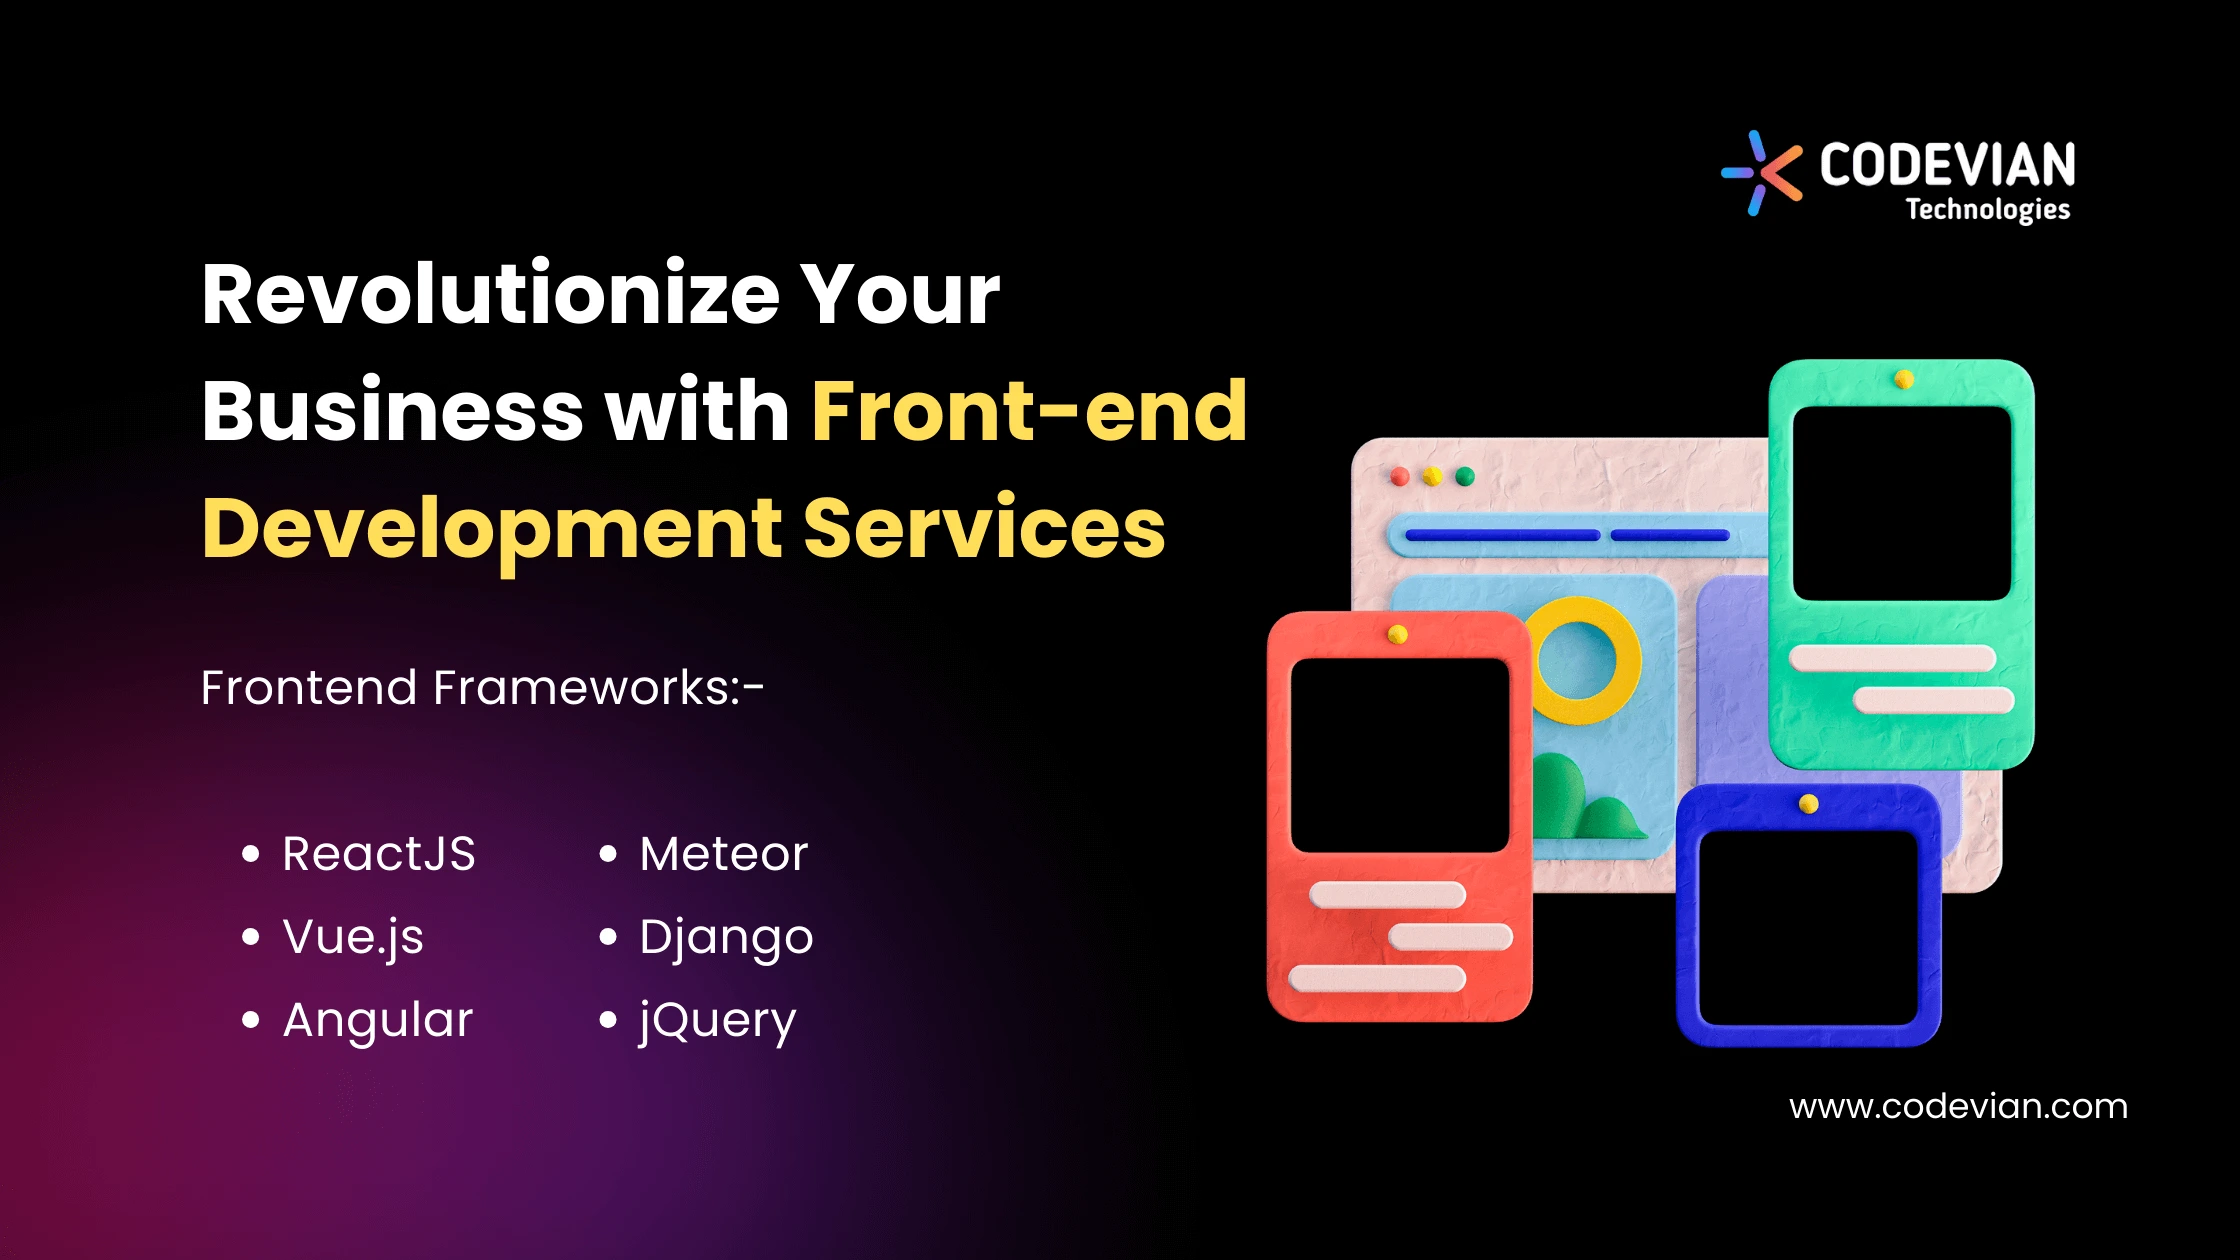 CODEVIAN
Technologies
Revolutionize Your
Business with Front-end
Development Services
Frontend Frameworks:-
• ReactJS
• Vue.js
• Angular
• Meteor
• Django
• jQuery
www.codevian.com